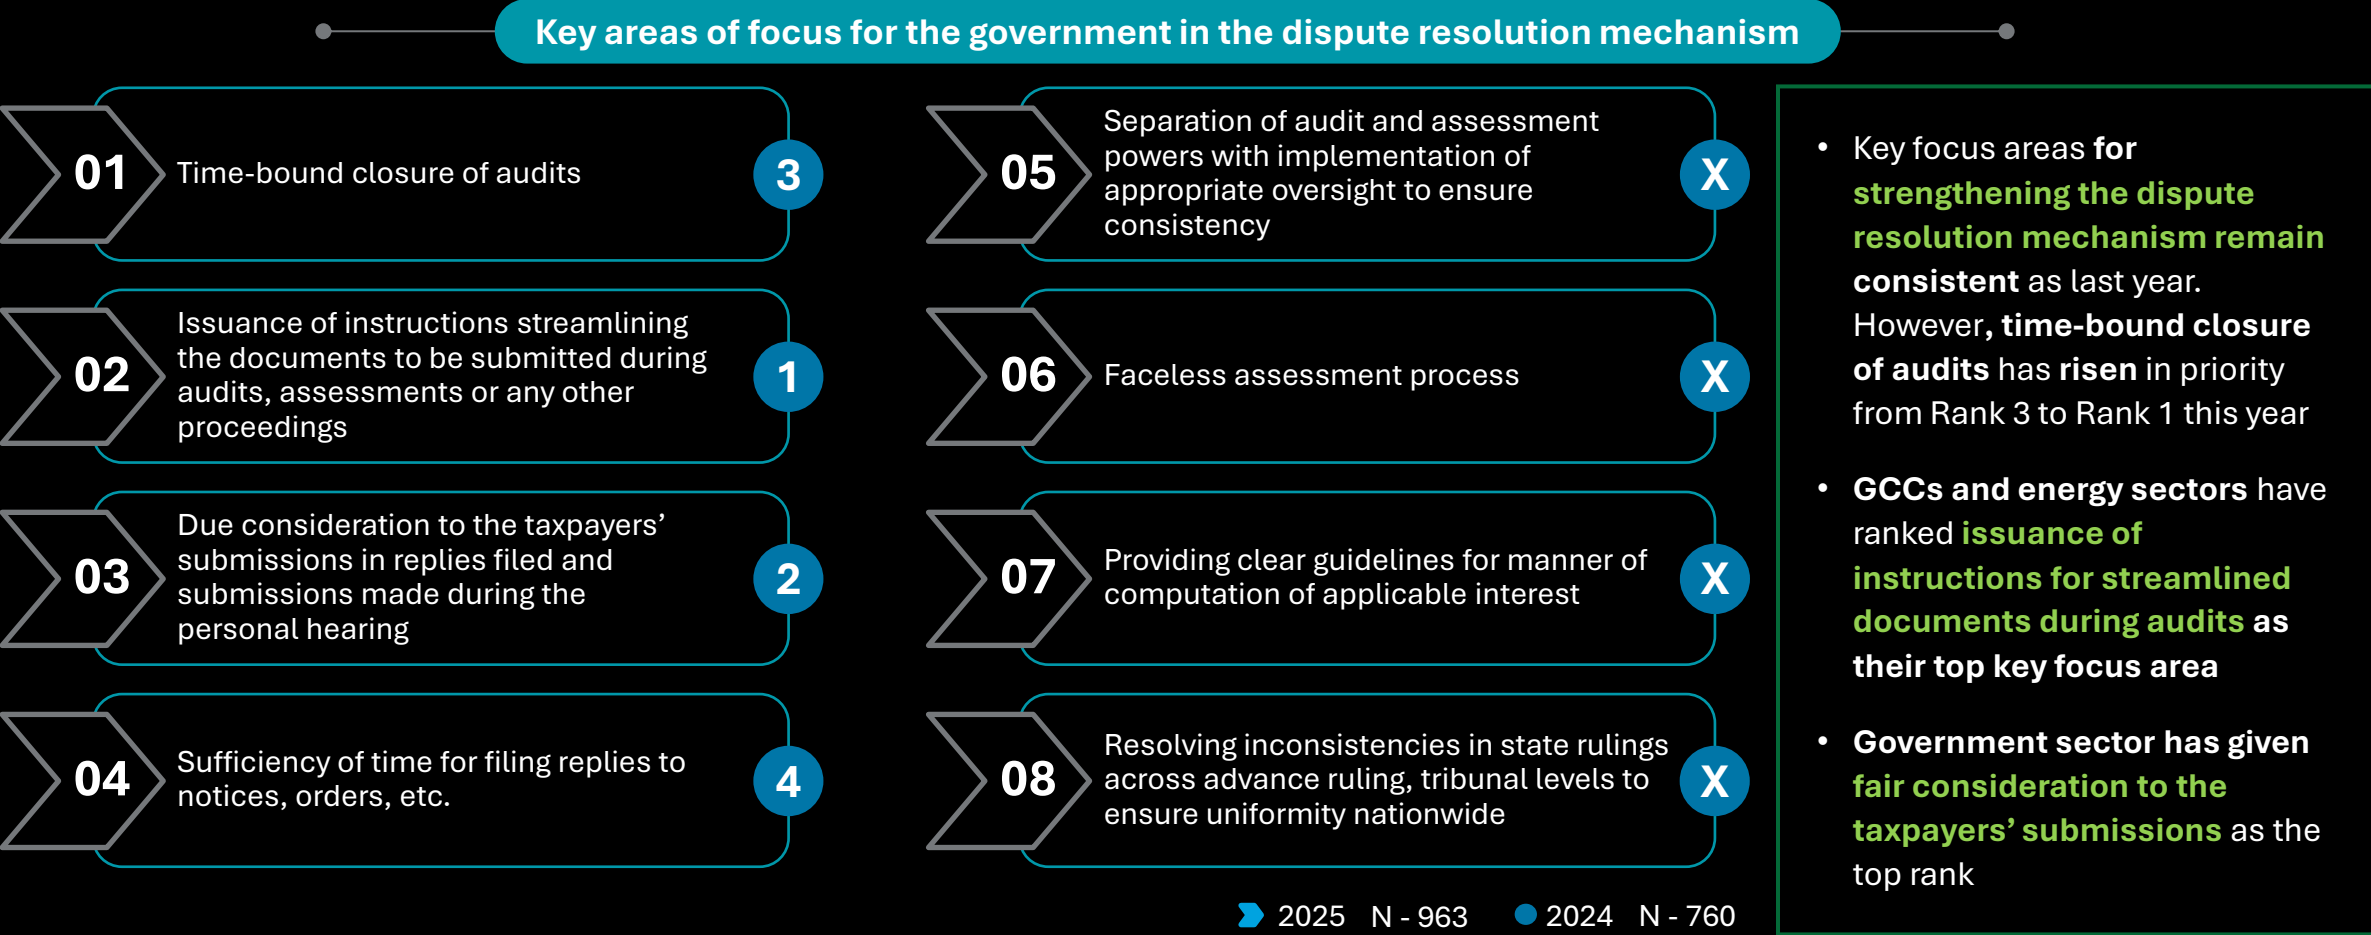 Key areas of focus for the government in the dispute resolution mechanism
01
Time-bound closure of audits
3
02
Issuance of instructions streamlining
the documents to be submitted during
audits, assessments or any other
proceedings
1
03
Due consideration to the taxpayers’
submissions in replies filed and
submissions made during the
personal hearing
2
04
Sufficiency of time for filing replies to
notices, orders, etc.
4
05
Separation of audit and assessment
powers with implementation of
appropriate oversight to ensure
consistency
X
06
Faceless assessment process
X
07
Providing clear guidelines for manner of
computation of applicable interest
X
08
Resolving inconsistencies in state rulings
across advance ruling, tribunal levels to
ensure uniformity nationwide
X
2025 N - 963 2024 N - 760
• Key focus areas for
strengthening the dispute
resolution mechanism remain
consistent as last year.
However, time-bound closure
of audits has risen in priority
from Rank 3 to Rank 1 this year
• GCCs and energy sectors have
ranked issuance of
instructions for streamlined
documents during audits as
their top key focus area
• Government sector has given
fair consideration to the
taxpayers’ submissions as the
top rank